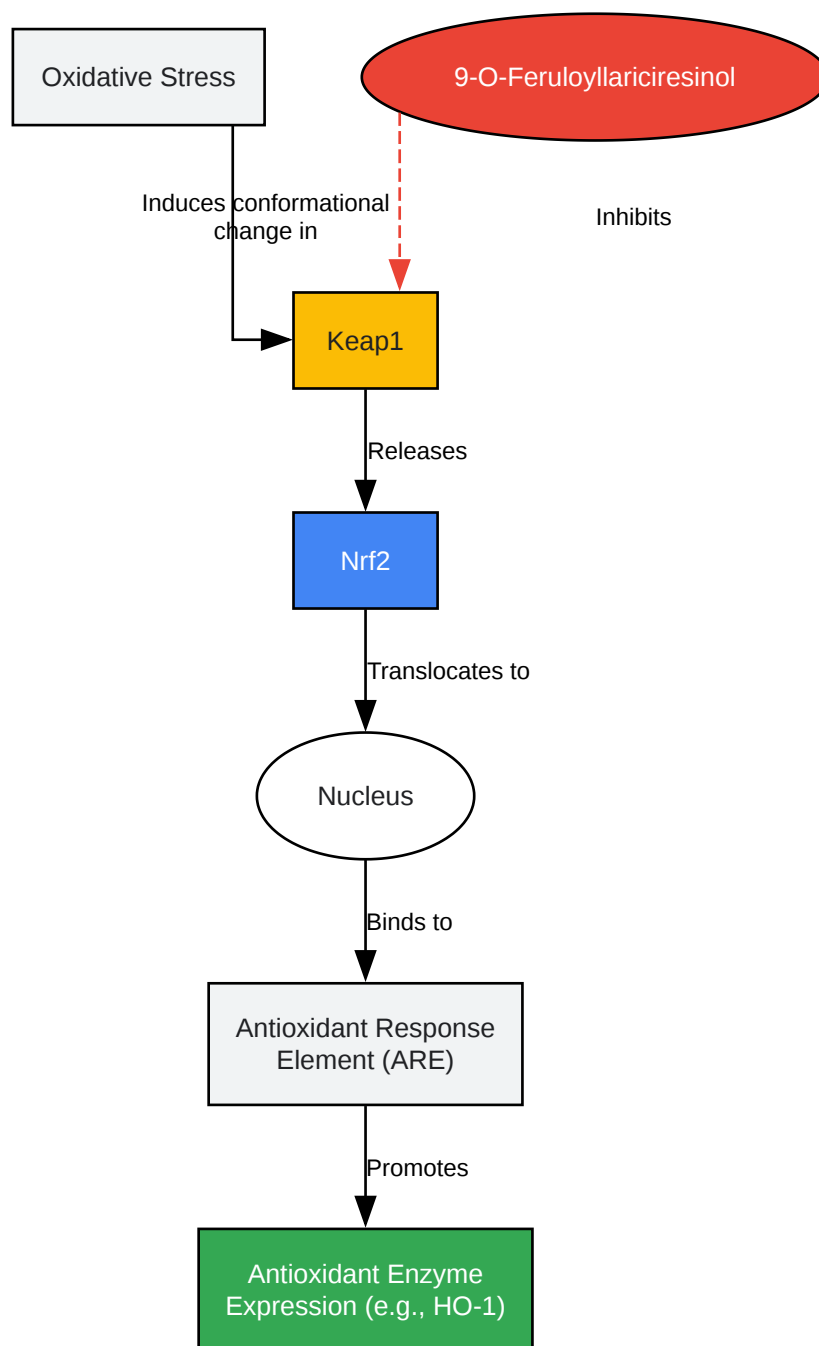 Oxidative Stress
9-O-Feruloyllariciresinol
Induces conformational
change in
Inhibits
Keap1
Releases
Nrf2
Translocates to
Nucleus
Binds to
Antioxidant Response
Element (ARE)
Promotes
Antioxidant Enzyme
Expression (e.g., HO-1)